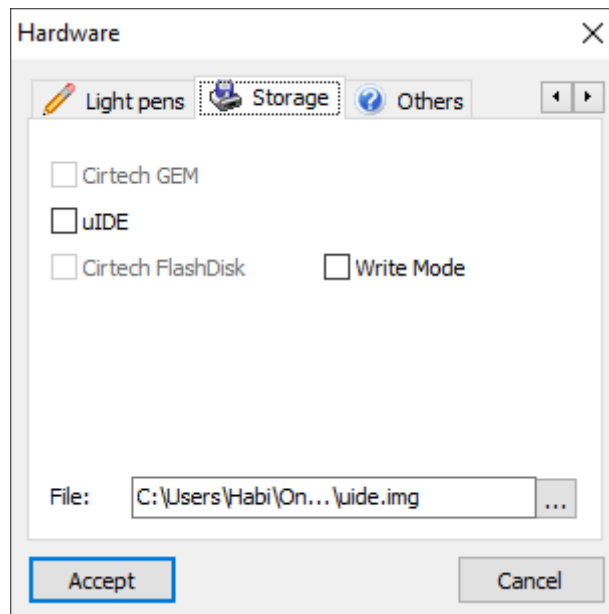 Hardware
Light pens Storage Others
Cirtech GEM
uIDE
Cirtech FlashDisk Write Mode
File: C:\Users\Habi\On...\uide.img ...
Accept Cancel